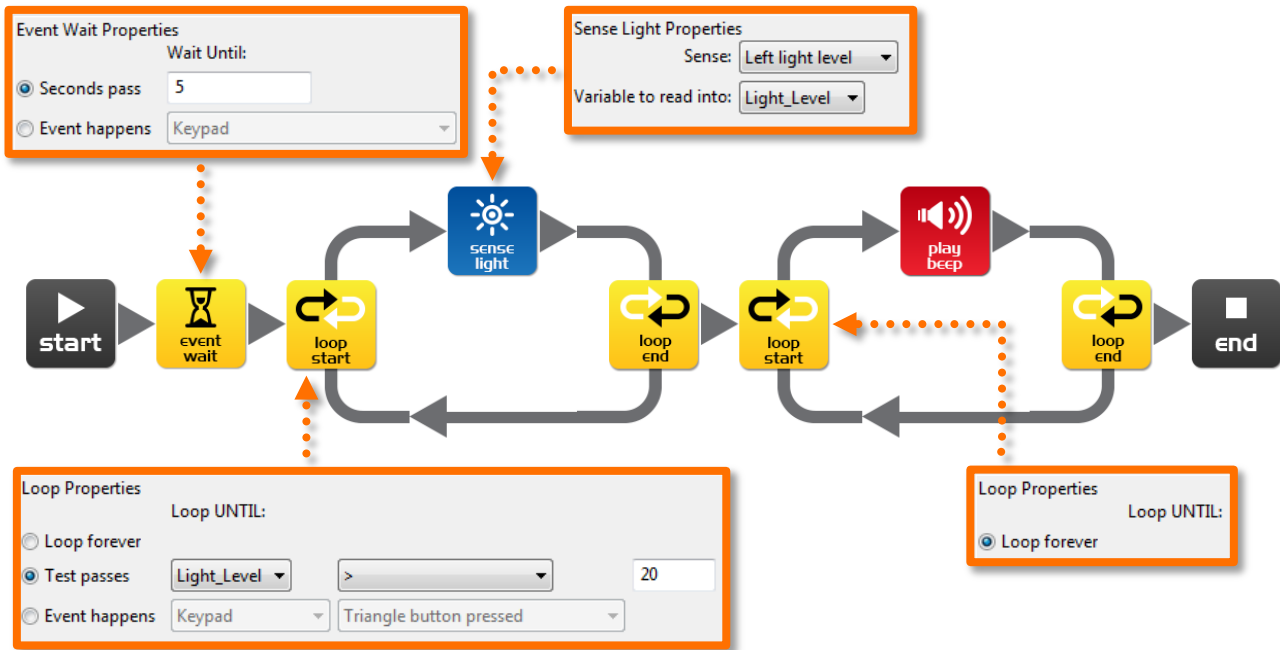 Event Wait Properties
Wait Until:
Seconds pass 5
Event happens Keypad
Sense Light Properties
Sense: Left light level
Variable to read into: Light_Level
start
event
wait
loop
start
sense
light
loop
end
loop
start
play
beep
loop
end
end
Loop Properties
Loop UNTIL:
Loop forever
Test passes Light_Level > 20
Event happens Keypad Triangle button pressed
Loop Properties
Loop UNTIL:
Loop forever